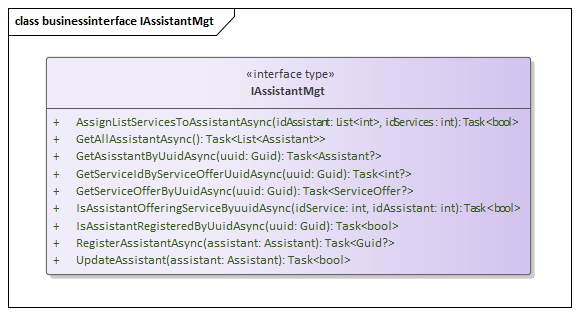 class businessinterface IAssistantMgt
«interface type»
IAssistantMgt
+ AssignListServicesToAssistantAsync(idAssistant: List<int>, idServices: int): Task<bool>
+ GetAllAssistantAsync(): Task<List<Assistant>>
+ GetAsisstantByUuidAsync(uuid: Guid): Task<Assistant?>
+ GetServiceIdByServiceOfferUuidAsync(uuid: Guid): Task<int?>
+ GetServiceOfferByUuidAsync(uuid: Guid): Task<ServiceOffer?>
+ IsAssistantOfferingServiceByuuidAsync(idService: int, idAssistant: int): Task<bool>
+ IsAssistantRegisteredByUuidAsync(uuid: Guid): Task<bool>
+ RegisterAssistantAsync(assistant: Assistant): Task<Guid?>
+ UpdateAssistant(assistant: Assistant): Task<bool>